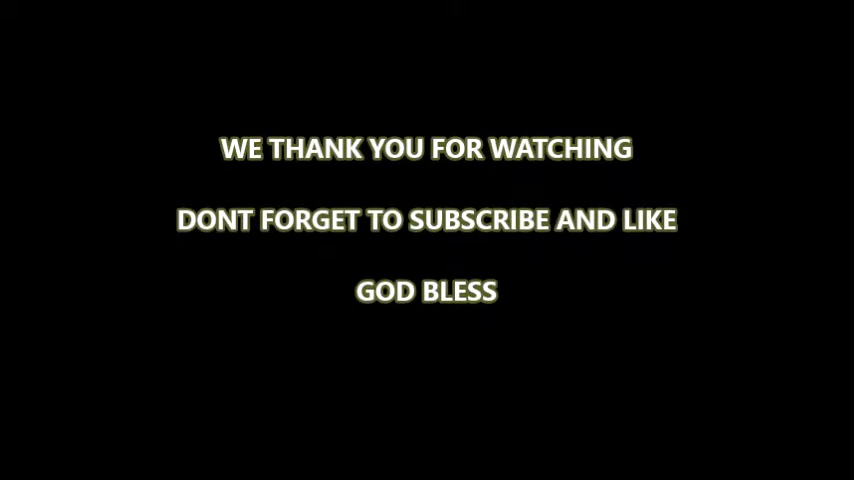 WE THANK YOU FOR WATCHING
DONT FORGET TO SUBSCRIBE AND LIKE
GOD BLESS